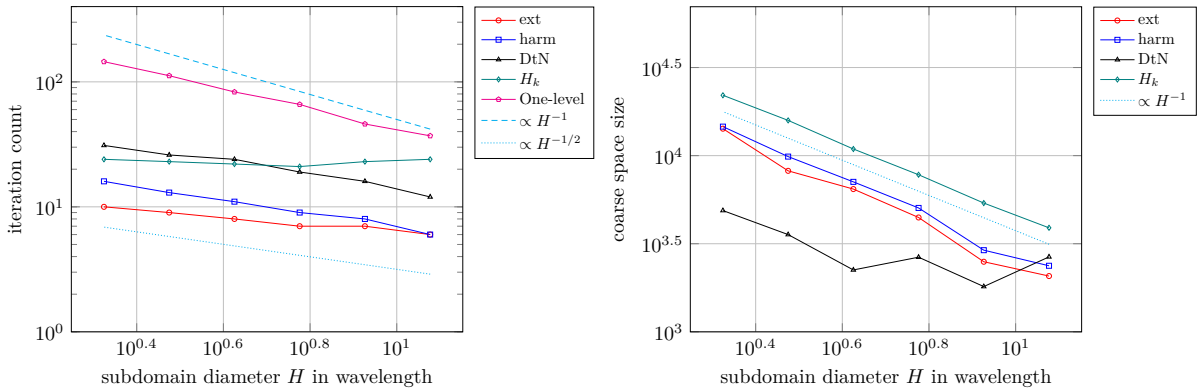 10^2
10^1
10^0
iteration count
10^{0.4} 10^{0.6} 10^{0.8} 10^1
subdomain diameter H in wavelength
ext
harm
DtN
H_k
One-level
∝ H^{-1}
∝ H^{-1/2}
10^{4.5}
10^4
10^{3.5}
10^3
coarse space size
10^{0.4} 10^{0.6} 10^{0.8} 10^1
subdomain diameter H in wavelength
ext
harm
DtN
H_k
∝ H^{-1}